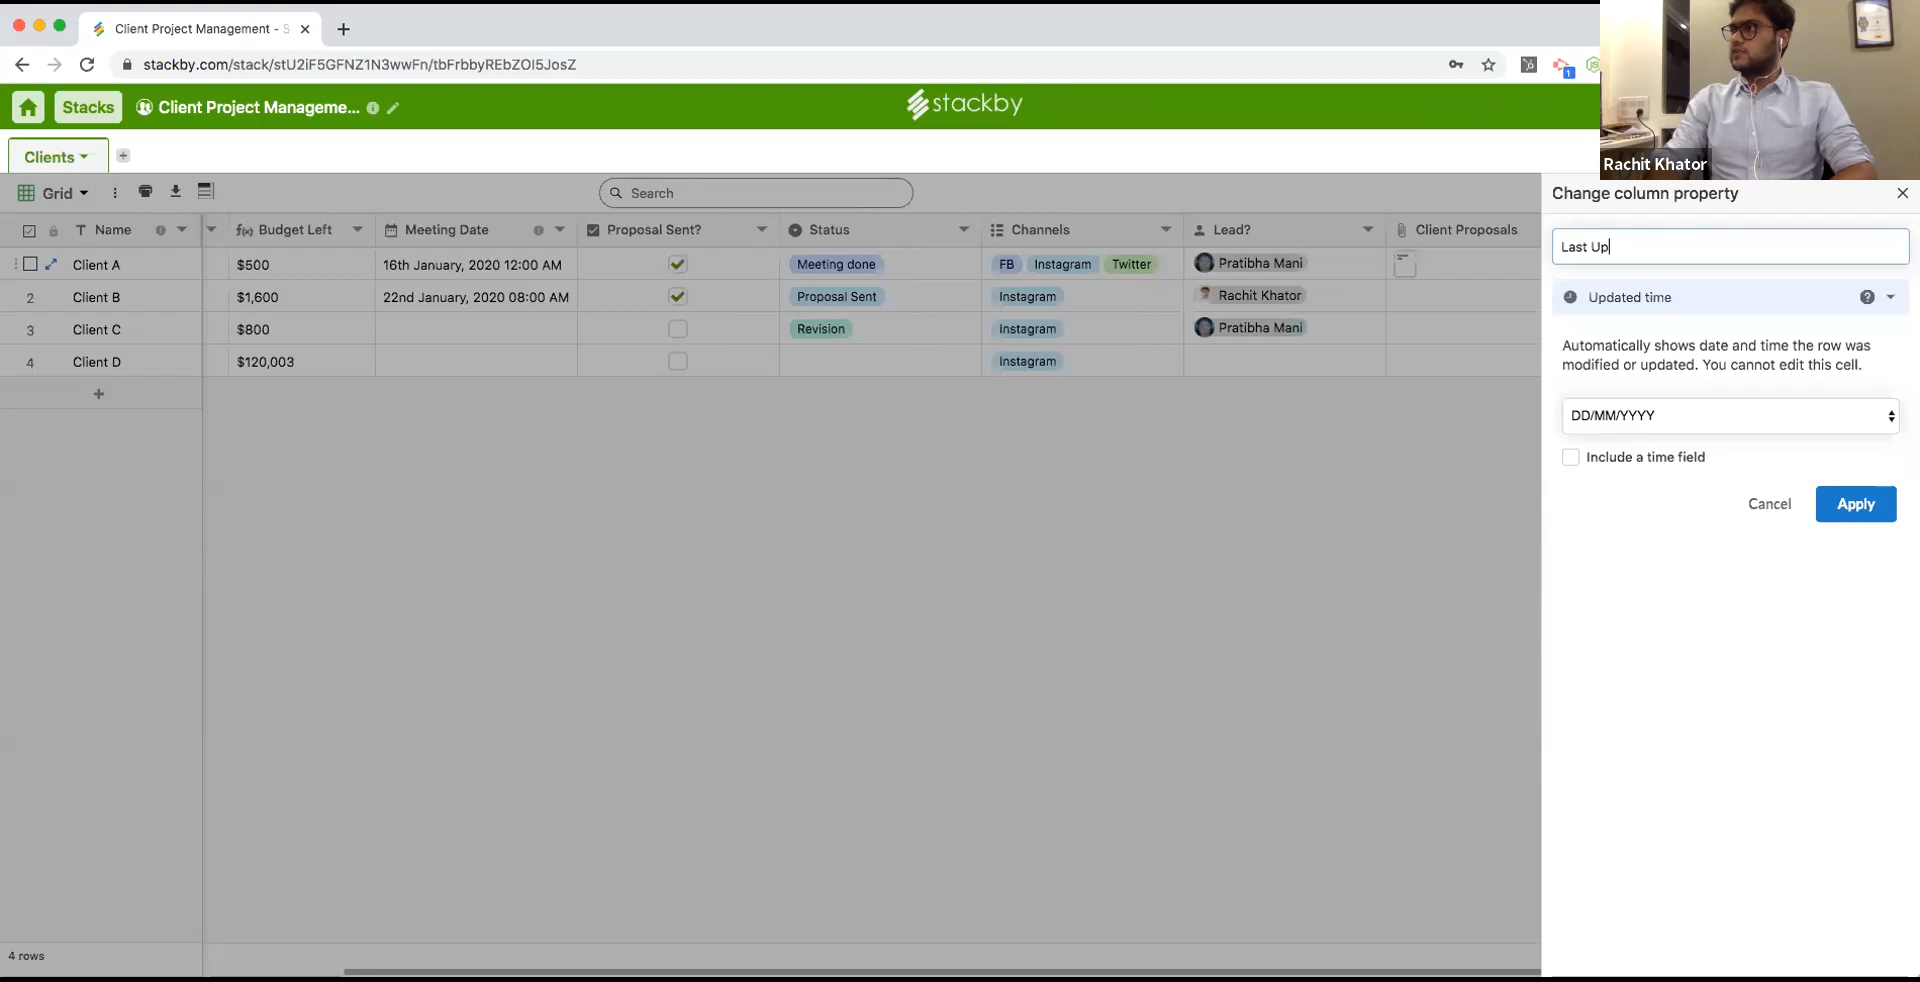 Client Project Management - S
stackby.com/stack/stU2iF5GFNZ1N3wwFn/tbFrbbyREbZOI5JosZ
1
Stacks
Client Project Manageme...
stackby
Rachit Khator
Clients
Grid
Search
Change column property
Name
Budget Left
Meeting Date
Proposal Sent?
Status
Channels
Lead?
Client Proposals
Last Up
Client A
$500
16th January, 2020 12:00 AM
Meeting done
FB
Instagram
Twitter
Pratibha Mani
2
Client B
$1,600
22nd January, 2020 08:00 AM
Proposal Sent
Instagram
Rachit Khator
Updated time
3
Client C
$800
Revision
Instagram
Pratibha Mani
4
Client D
$120,003
Instagram
Automatically shows date and time the row was
modified or updated. You cannot edit this cell.
DD/MM/YYYY
Include a time field
Cancel
Apply
4 rows